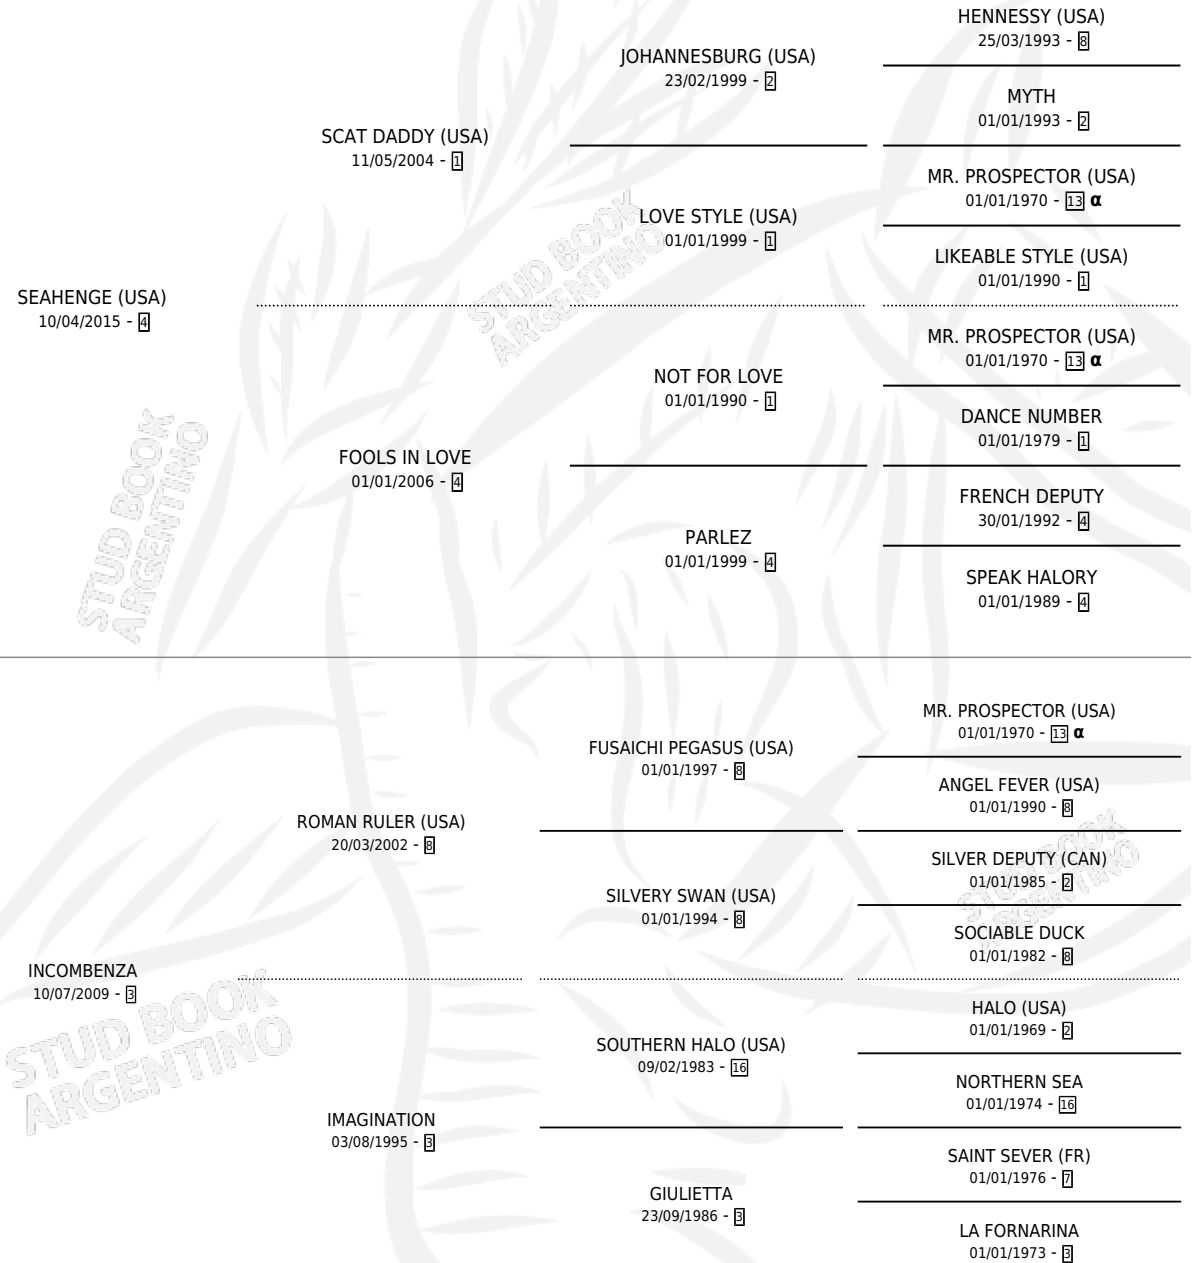 HENNESSY (USA)
25/03/1993 - 8
JOHANNESBURG (USA)
23/02/1999 - 2
MYTH
01/01/1993 - 2
SCAT DADDY (USA)
11/05/2004 - 1
MR. PROSPECTOR (USA)
01/01/1970 - 13 α
LOVE STYLE (USA)
01/01/1999 - 1
LIKEABLE STYLE (USA)
01/01/1990 - 1
SEAHENGE (USA)
10/04/2015 - 4
MR. PROSPECTOR (USA)
01/01/1970 - 13 α
NOT FOR LOVE
01/01/1990 - 1
DANCE NUMBER
01/01/1979 - 1
FOOLS IN LOVE
01/01/2006 - 4
FRENCH DEPUTY
30/01/1992 - 4
PARLEZ
01/01/1999 - 4
SPEAK HALORY
01/01/1989 - 4
MR. PROSPECTOR (USA)
01/01/1970 - 13 α
FUSAICHI PEGASUS (USA)
01/01/1997 - 8
ANGEL FEVER (USA)
01/01/1990 - 8
ROMAN RULER (USA)
20/03/2002 - 8
SILVER DEPUTY (CAN)
01/01/1985 - 2
SILVERY SWAN (USA)
01/01/1994 - 8
SOCIABLE DUCK
01/01/1982 - 8
INCOMBENZA
10/07/2009 - 3
HALO (USA)
01/01/1969 - 2
SOUTHERN HALO (USA)
09/02/1983 - 16
NORTHERN SEA
01/01/1974 - 16
IMAGINATION
03/08/1995 - 3
SAINT SEVER (FR)
01/01/1976 - 7
GIULIETTA
23/09/1986 - 3
LA FORNARINA
01/01/1973 - 3
STUD BOOK
ARGENTINO
STUD BOOK
ARGENTINO
STUD BOOK
ARGENTINO
STUD BOOK
ARGENTINO